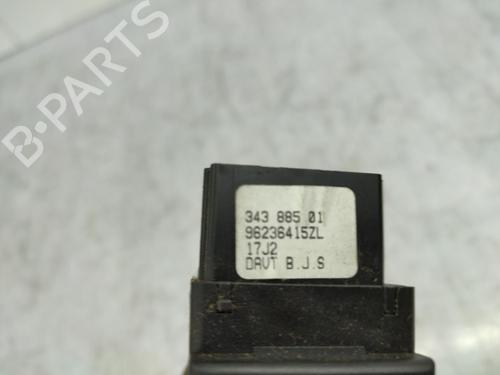 B-PARTS
343 885 01
96236415ZL
17J2
DAVT B.J.S